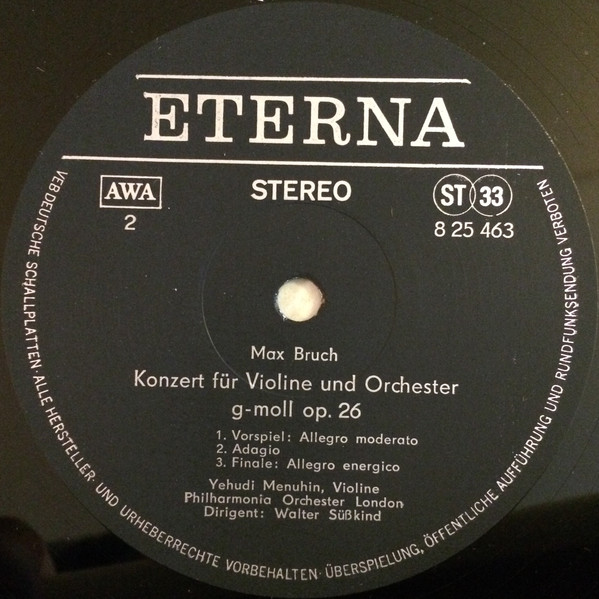 ETERNA
AWA
STEREO
ST 33
2
8 25 463
Max Bruch
Konzert für Violine und Orchester
g-moll op. 26
1. Vorspiel: Allegro moderato
2. Adagio
3. Finale: Allegro energico
Yehudi Menuhin, Violine
Philharmonia Orchester London
Dirigent: Walter Süßkind
VEB DEUTSCHE SCHALLPLATTEN · ALLE HERSTELLER- UND URHEBERRECHTE VORBEHALTEN · ÜBERSPIELUNG, ÖFFENTLICHE AUFFÜHRUNG UND RUNDFUNKSENDUNG VERBOTEN